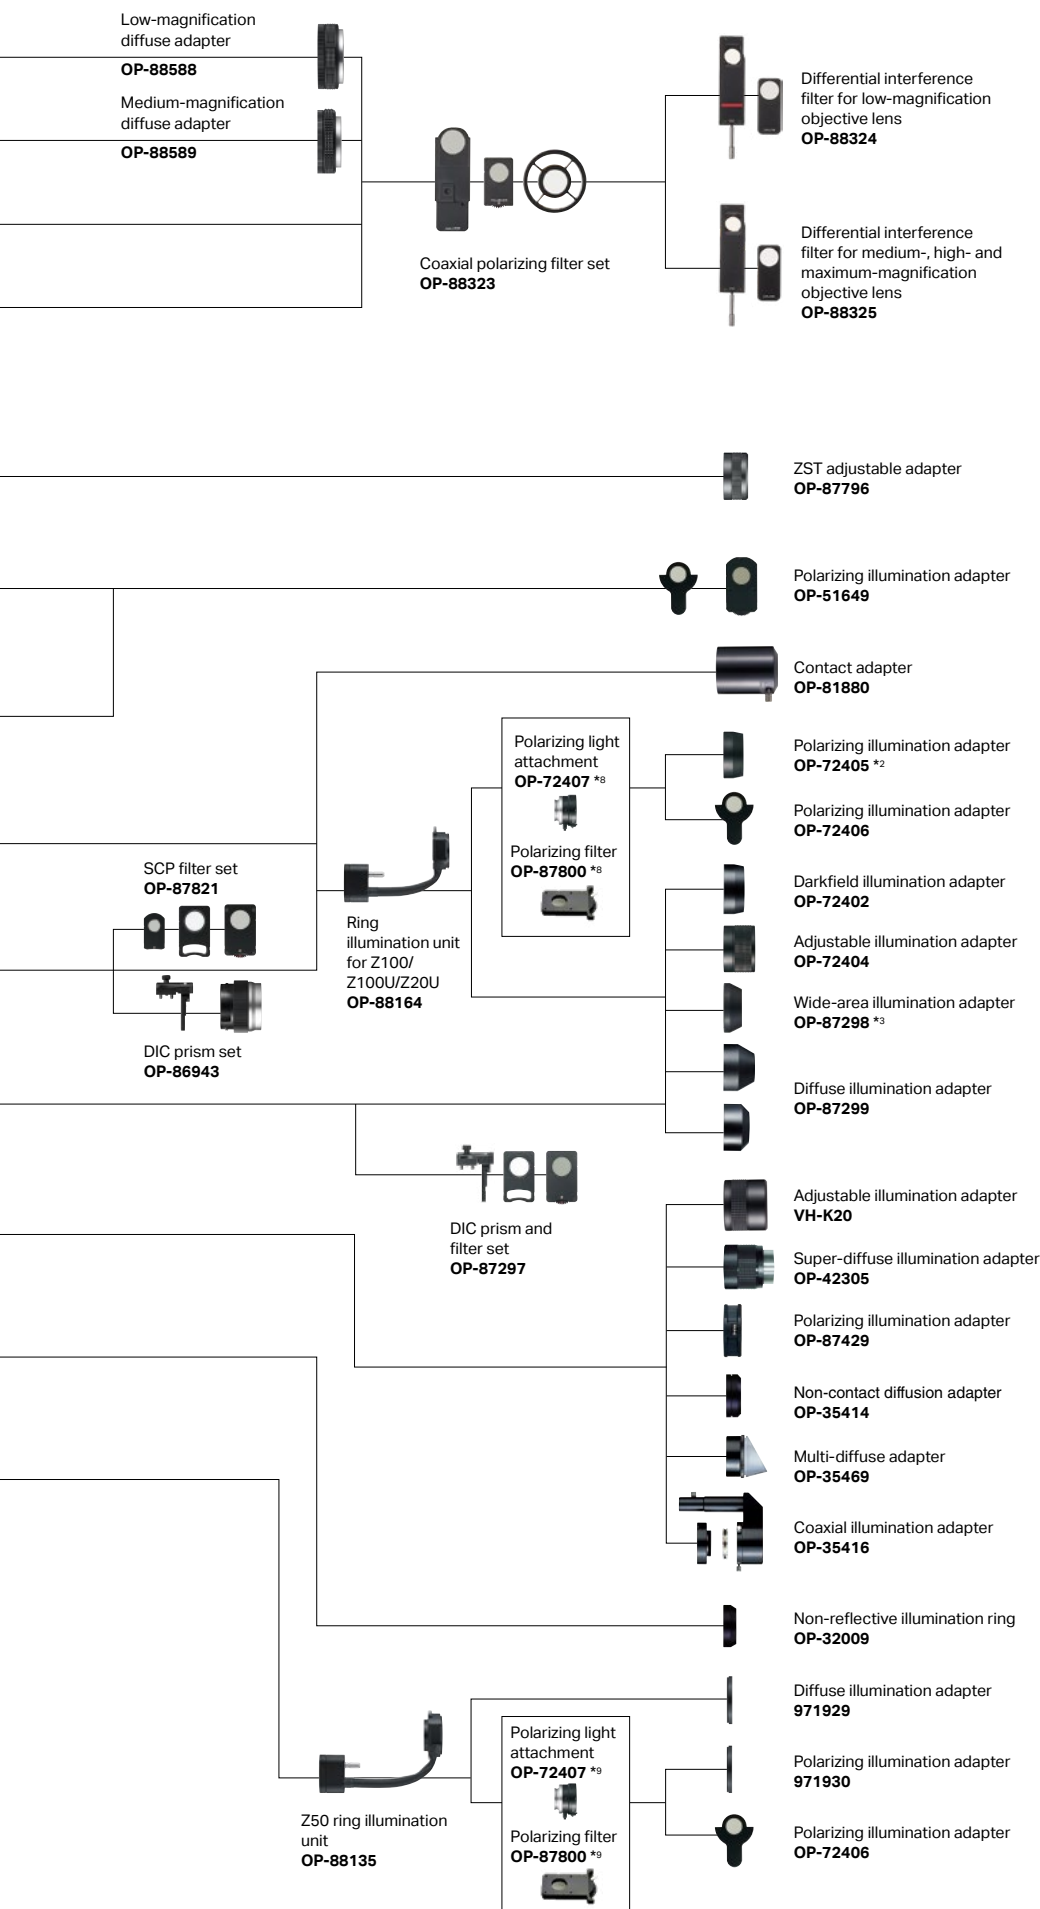 Low-magnification
diffuse adapter
OP-88588
Medium-magnification
diffuse adapter
OP-88589
Coaxial polarizing filter set
OP-88323
Differential interference
filter for low-magnification
objective lens
OP-88324
Differential interference
filter for medium-, high- and
maximum-magnification
objective lens
OP-88325
ZST adjustable adapter
OP-87796
Polarizing illumination adapter
OP-51649
Contact adapter
OP-81880
Polarizing light
attachment
OP-72407 *8
Polarizing filter
OP-87800 *8
Polarizing illumination adapter
OP-72405 *2
Polarizing illumination adapter
OP-72406
SCP filter set
OP-87821
DIC prism set
OP-86943
Ring
illumination unit
for Z100/
Z100U/Z20U
OP-88164
Darkfield illumination adapter
OP-72402
Adjustable illumination adapter
OP-72404
Wide-area illumination adapter
OP-87298 *3
Diffuse illumination adapter
OP-87299
DIC prism and
filter set
OP-87297
Adjustable illumination adapter
VH-K20
Super-diffuse illumination adapter
OP-42305
Polarizing illumination adapter
OP-87429
Non-contact diffusion adapter
OP-35414
Multi-diffuse adapter
OP-35469
Coaxial illumination adapter
OP-35416
Non-reflective illumination ring
OP-32009
Z50 ring illumination
unit
OP-88135
Polarizing light
attachment
OP-72407 *9
Polarizing filter
OP-87800 *9
Diffuse illumination adapter
971929
Polarizing illumination adapter
971930
Polarizing illumination adapter
OP-72406